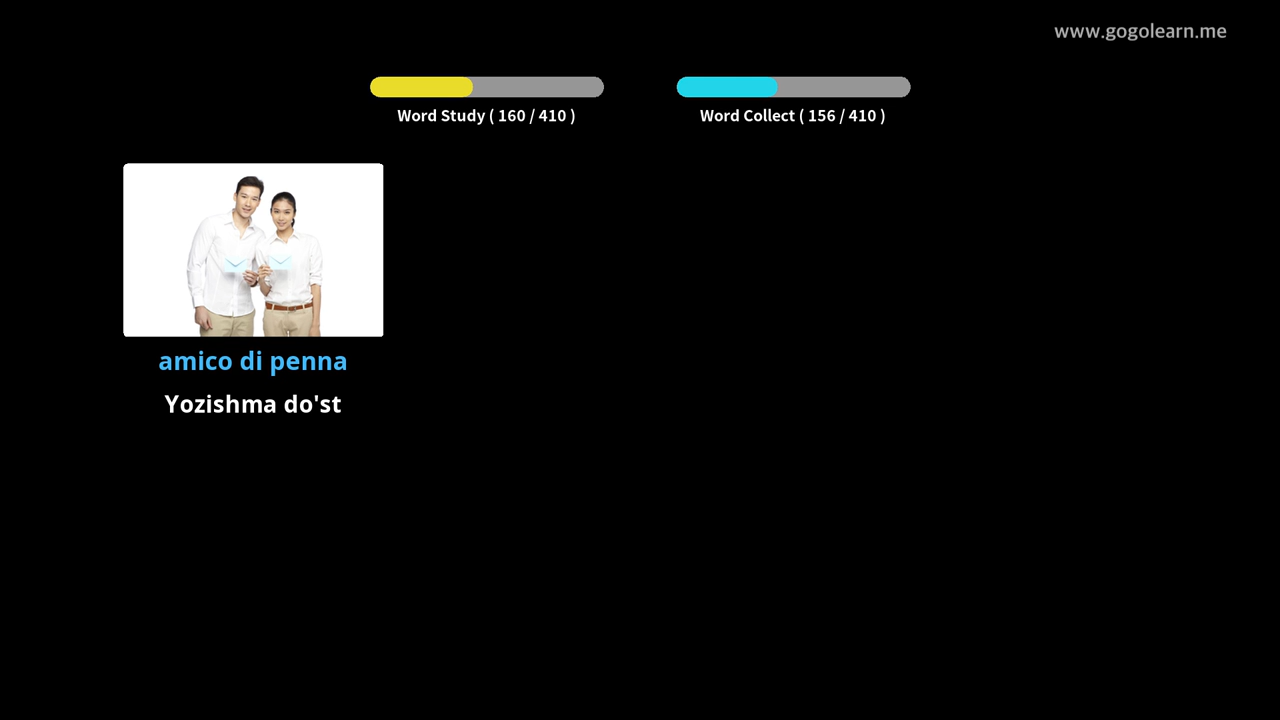 www.gogolearn.me
Word Study ( 160 / 410 )
Word Collect ( 156 / 410 )
amico di penna
Yozishma do'st